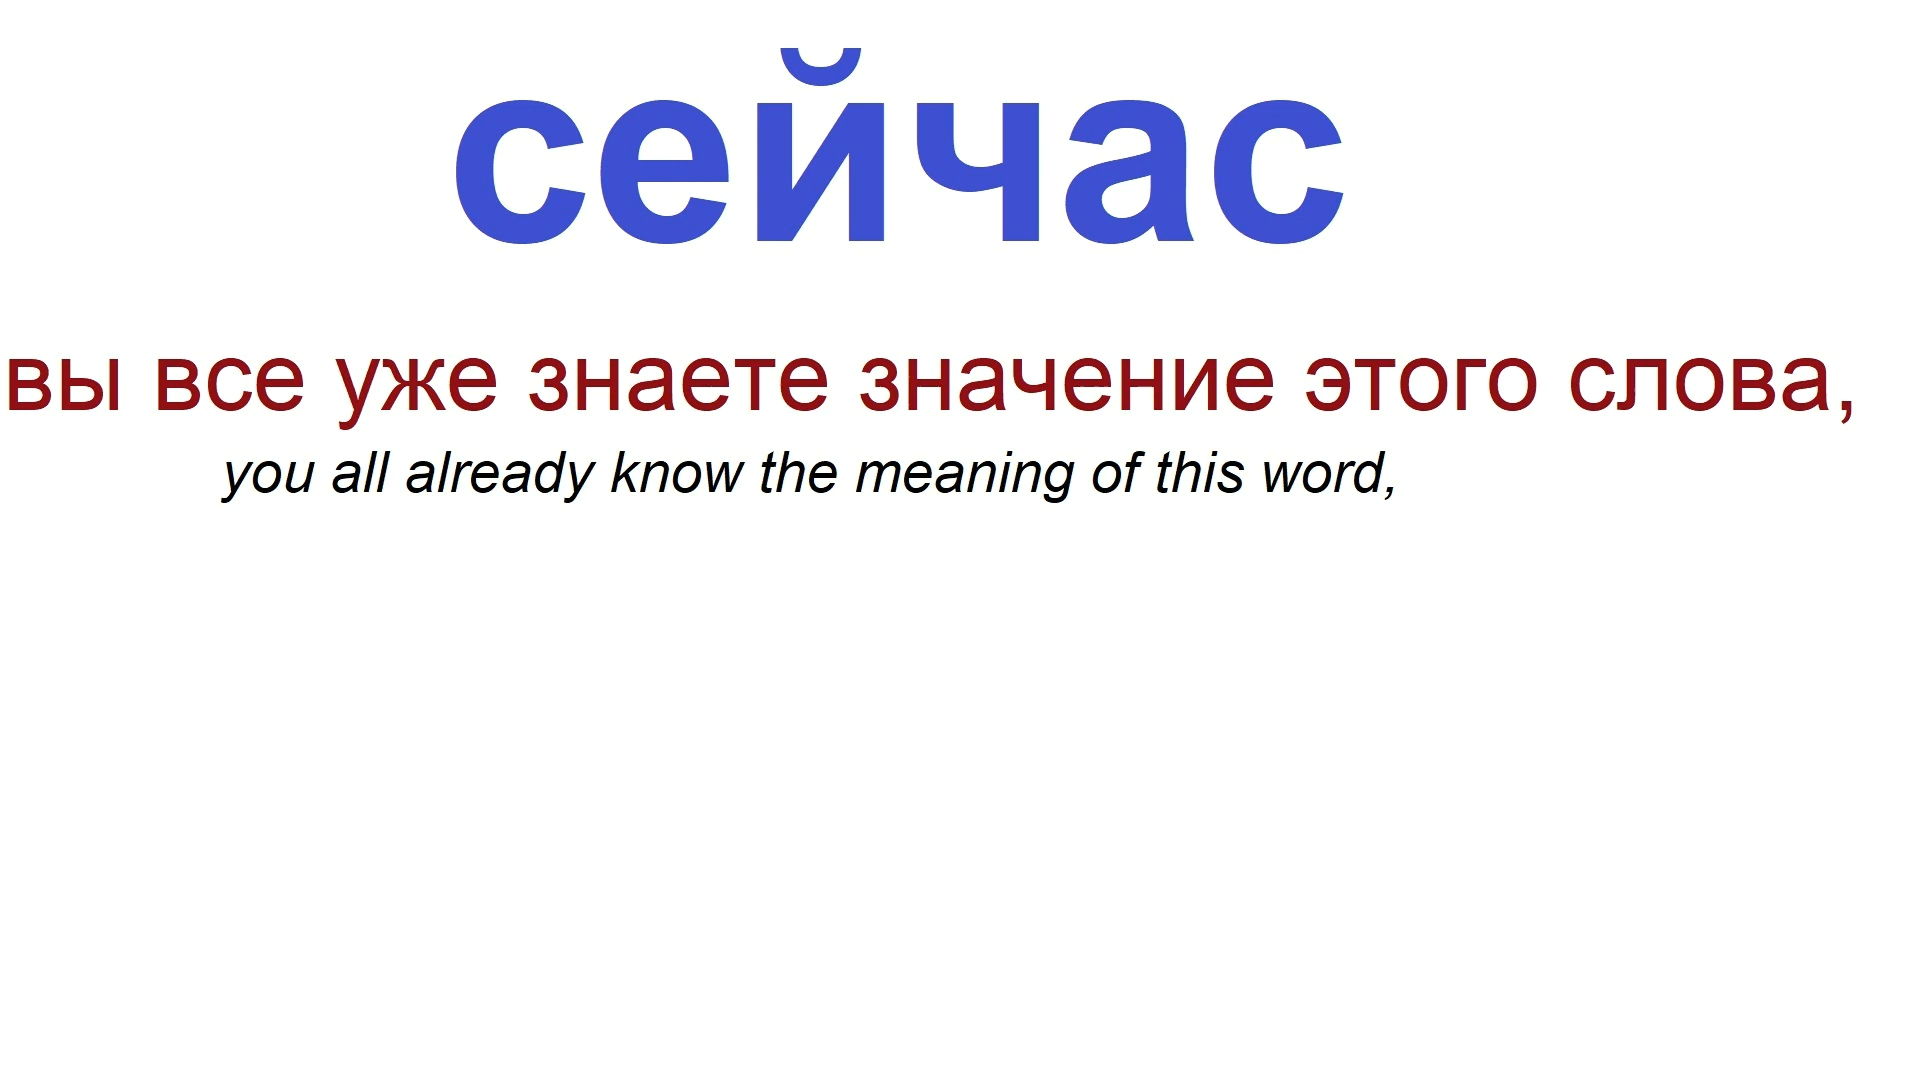 сейчас
вы все уже знаете значение этого слова,
you all already know the meaning of this word,